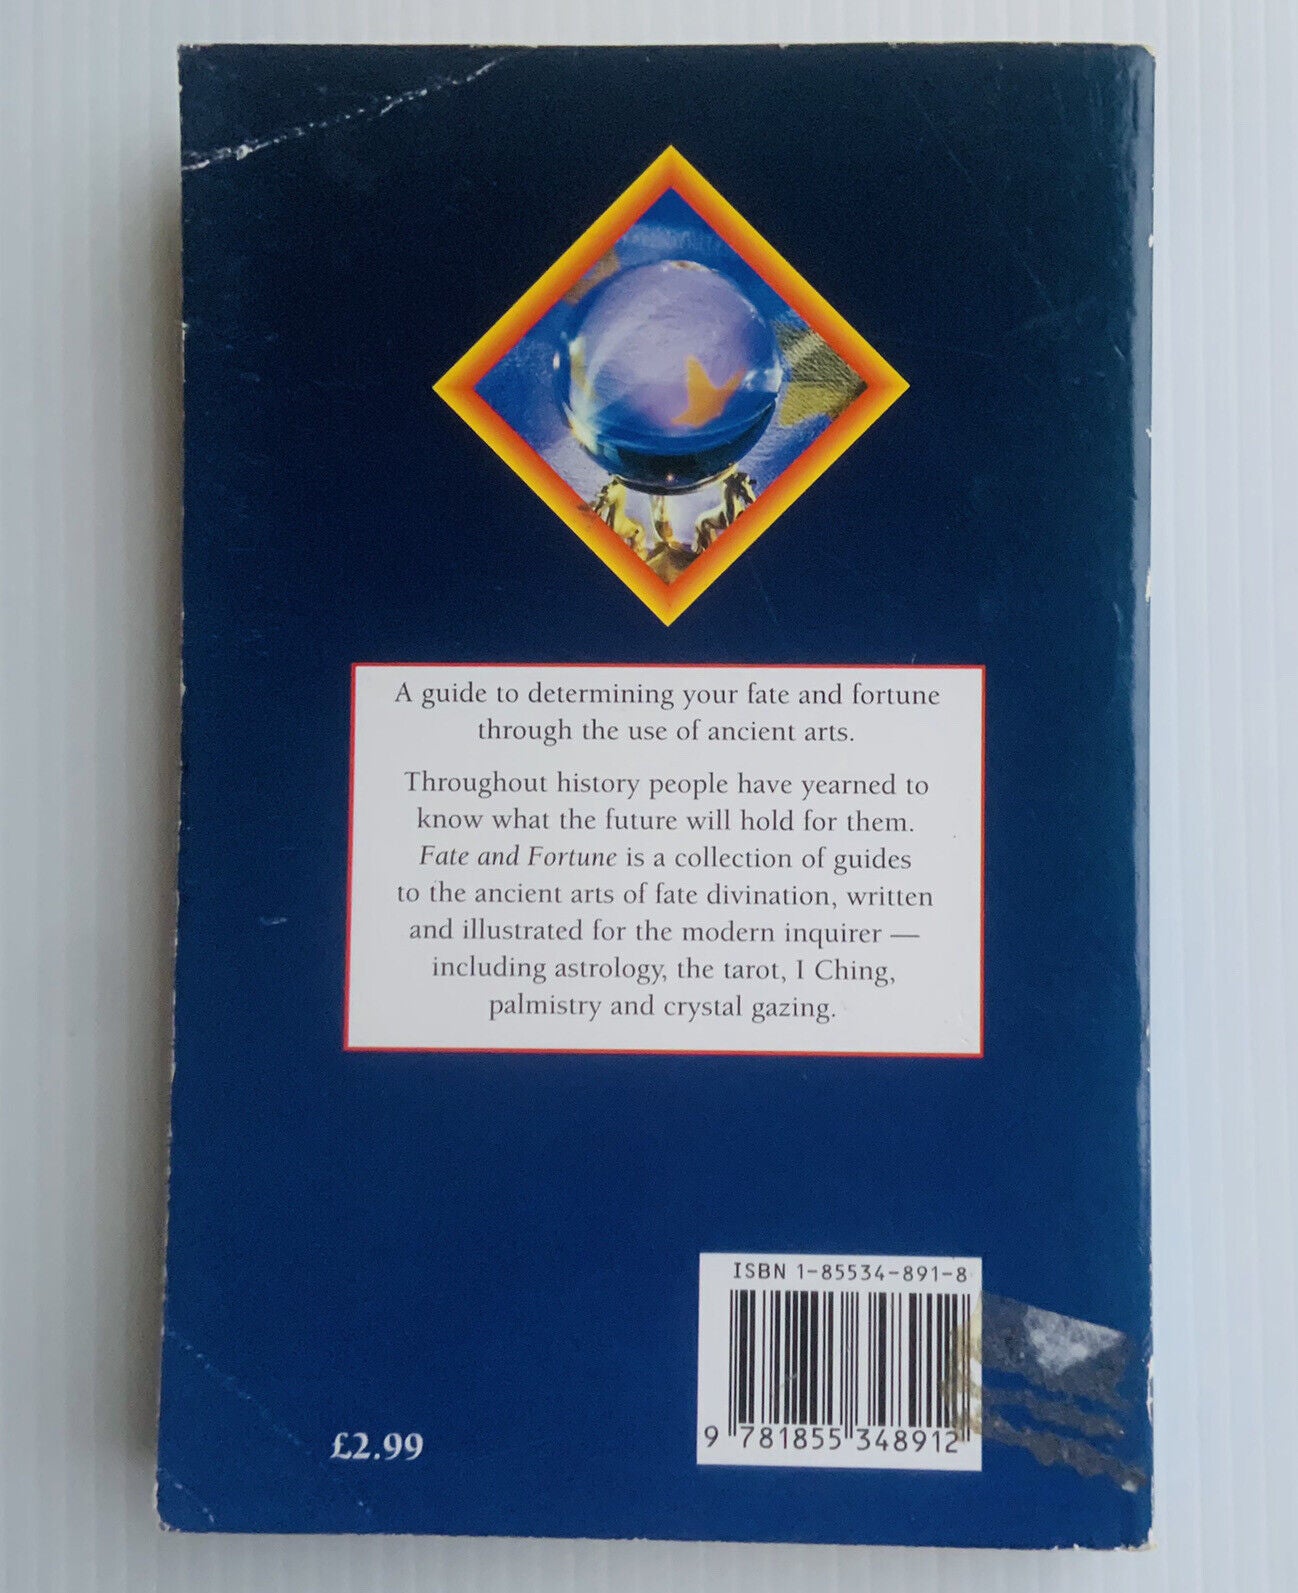 A guide to determining your fate and fortune
through the use of ancient arts.
Throughout history people have yearned to
know what the future will hold for them.
Fate and Fortune is a collection of guides
to the ancient arts of fate divination, written
and illustrated for the modern inquirer —
including astrology, the tarot, I Ching,
palmistry and crystal gazing.
ISBN 1-85534-891-8
9 781855 348912
£2.99